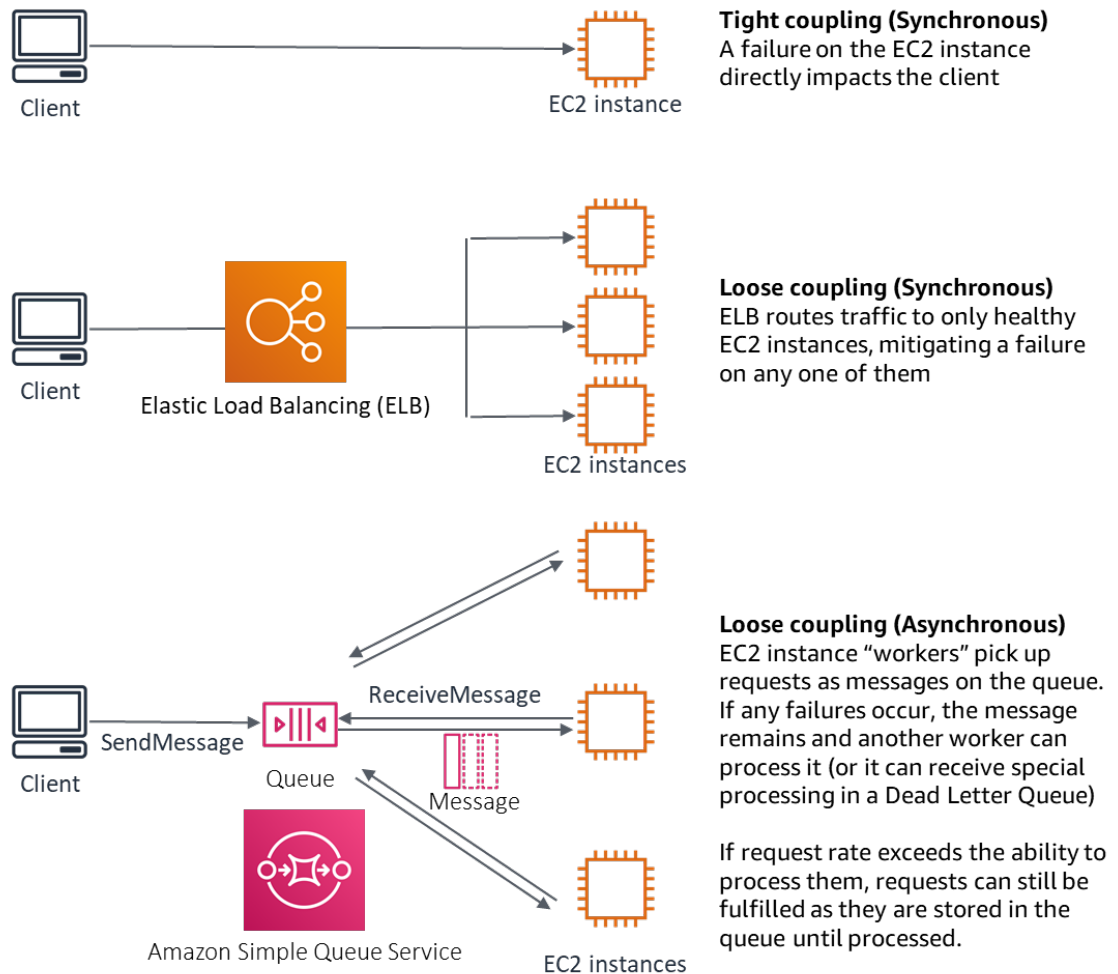 Tight coupling (Synchronous)
A failure on the EC2 instance
directly impacts the client
Client
EC2 instance
Loose coupling (Synchronous)
ELB routes traffic to only healthy
EC2 instances, mitigating a failure
on any one of them
Client
Elastic Load Balancing (ELB)
EC2 instances
Loose coupling (Asynchronous)
EC2 instance “workers” pick up
requests as messages on the queue.
If any failures occur, the message
remains and another worker can
process it (or it can receive special
processing in a Dead Letter Queue)
If request rate exceeds the ability to
process them, requests can still be
fulfilled as they are stored in the
queue until processed.
Client
SendMessage
ReceiveMessage
Queue
Message
Amazon Simple Queue Service
EC2 instances